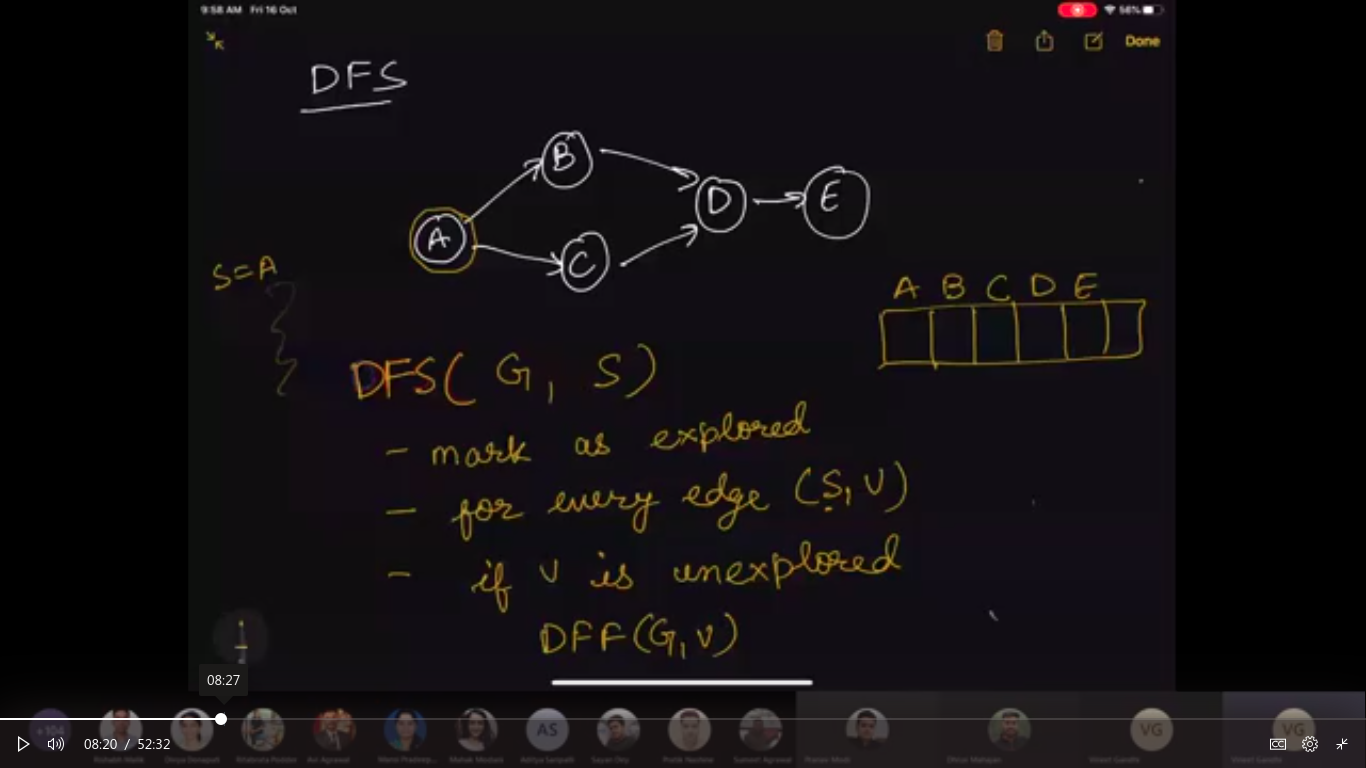 9:58 AM Fri 16 Oct
56%
Done
DFS
B
D
E
A
C
S=A
A B C D E
DFS( G, S)
- mark as explored
- for every edge (S, V)
- if V is unexplored
DFF(G,V)
08:27
AS
VG
VG
08:20 / 52:32
CC